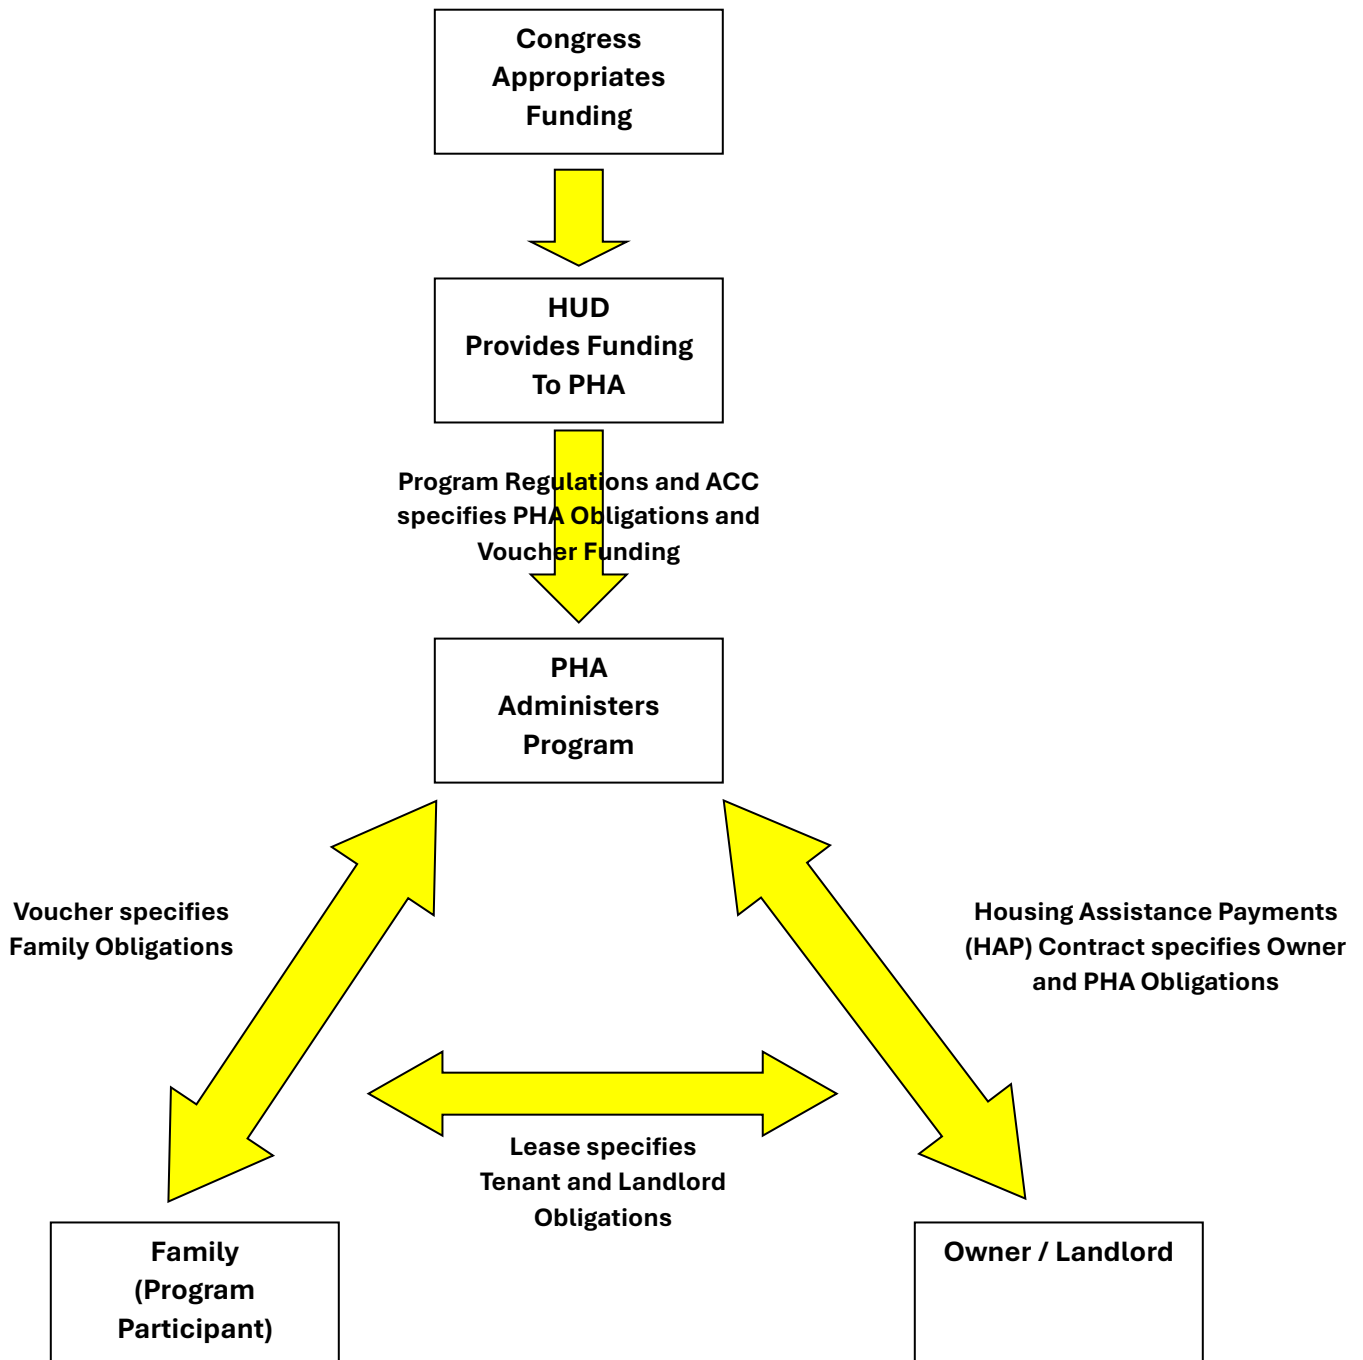 Congress
Appropriates
Funding
HUD
Provides Funding
To PHA
Program Regulations and ACC
specifies PHA Obligations and
Voucher Funding
PHA
Administers
Program
Voucher specifies
Family Obligations
Housing Assistance Payments
(HAP) Contract specifies Owner
and PHA Obligations
Lease specifies
Tenant and Landlord
Obligations
Family
(Program
Participant)
Owner / Landlord